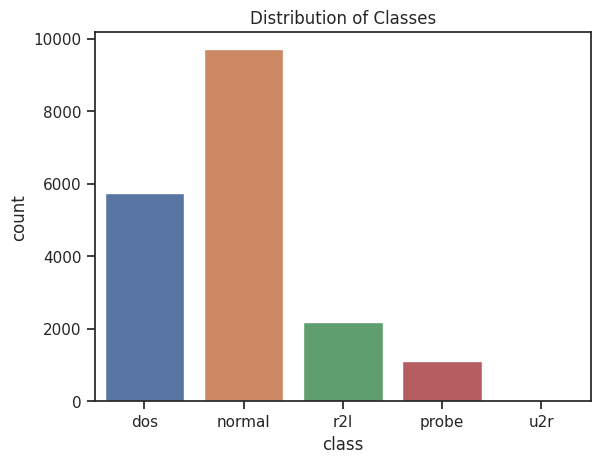 Distribution of Classes
10000
8000
6000
4000
2000
0
count
dos normal r2l probe u2r
class